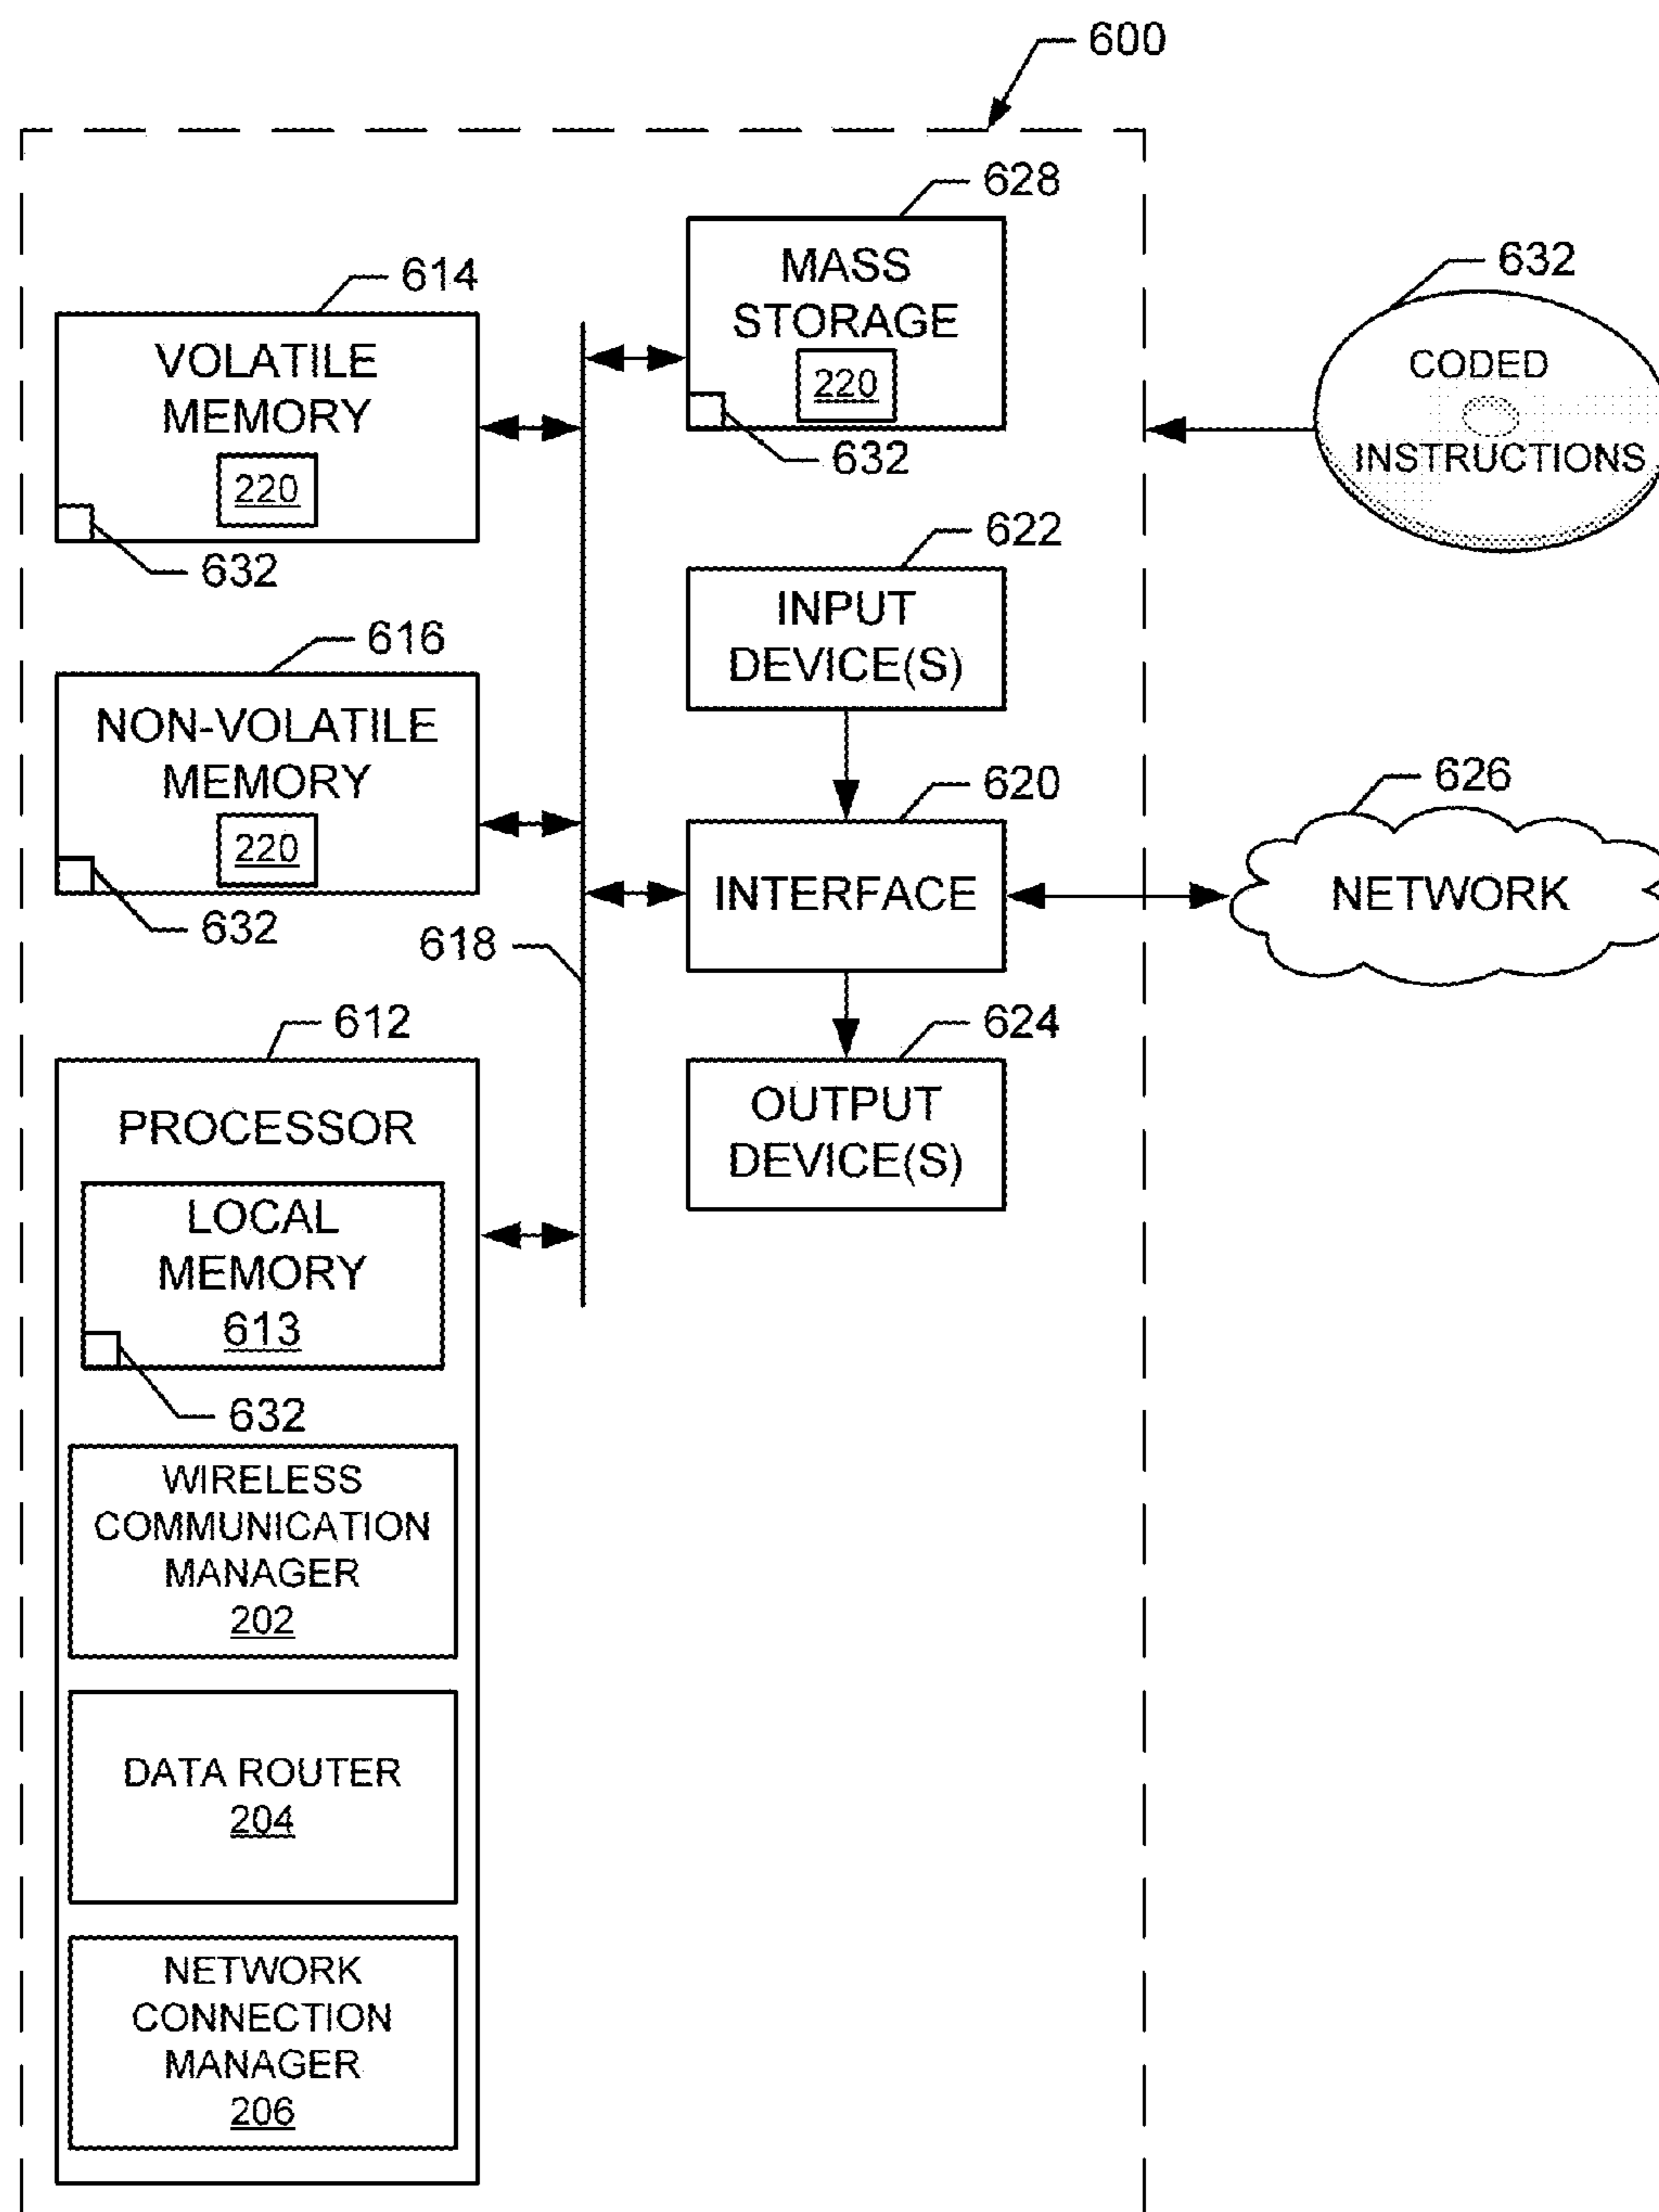 600
628
MASS
STORAGE
220
632
614
VOLATILE
MEMORY
220
632
632
CODED
INSTRUCTIONS
622
INPUT
DEVICE(S)
616
NON-VOLATILE
MEMORY
220
632
618
620
INTERFACE
626
NETWORK
624
OUTPUT
DEVICE(S)
612
PROCESSOR
LOCAL
MEMORY
613
632
WIRELESS
COMMUNICATION
MANAGER
202
DATA ROUTER
204
NETWORK
CONNECTION
MANAGER
206